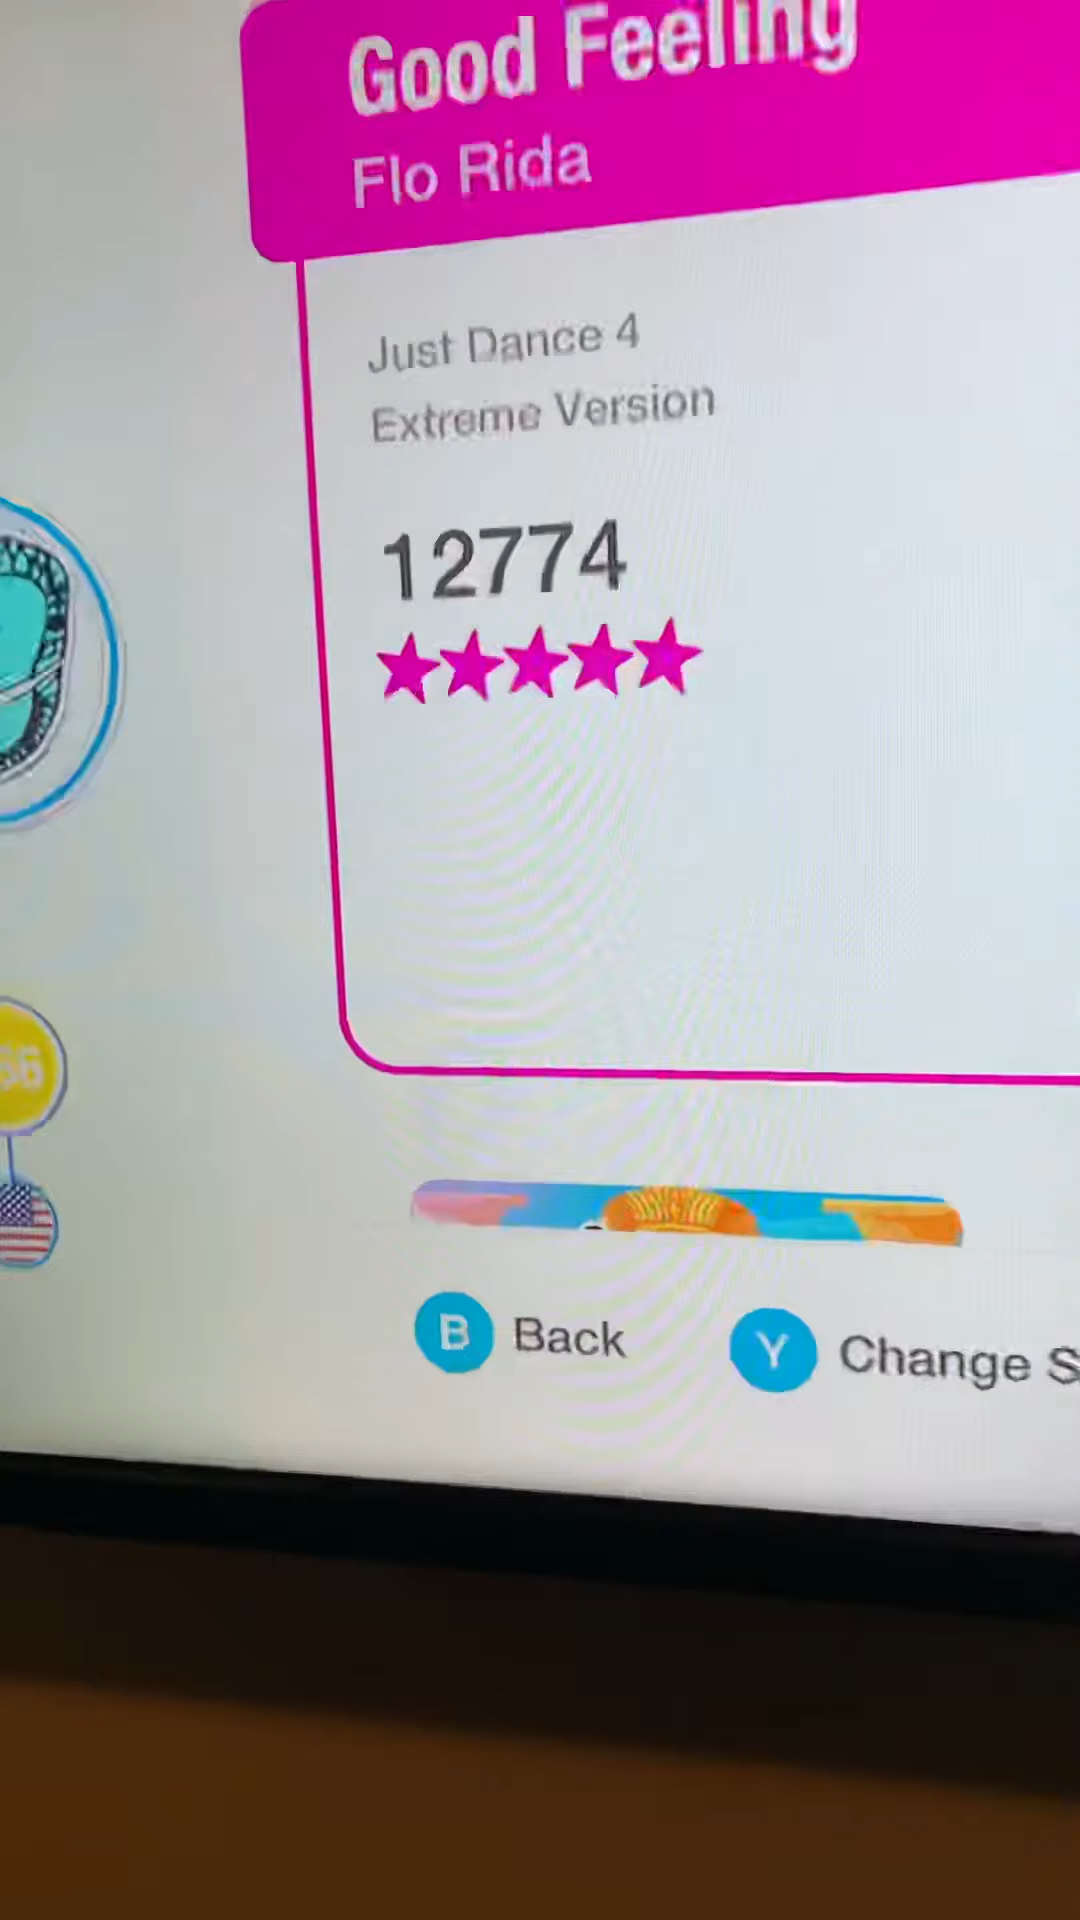 Good Feeling
Flo Rida
Just Dance 4
Extreme Version
12774
B Back
Y Change